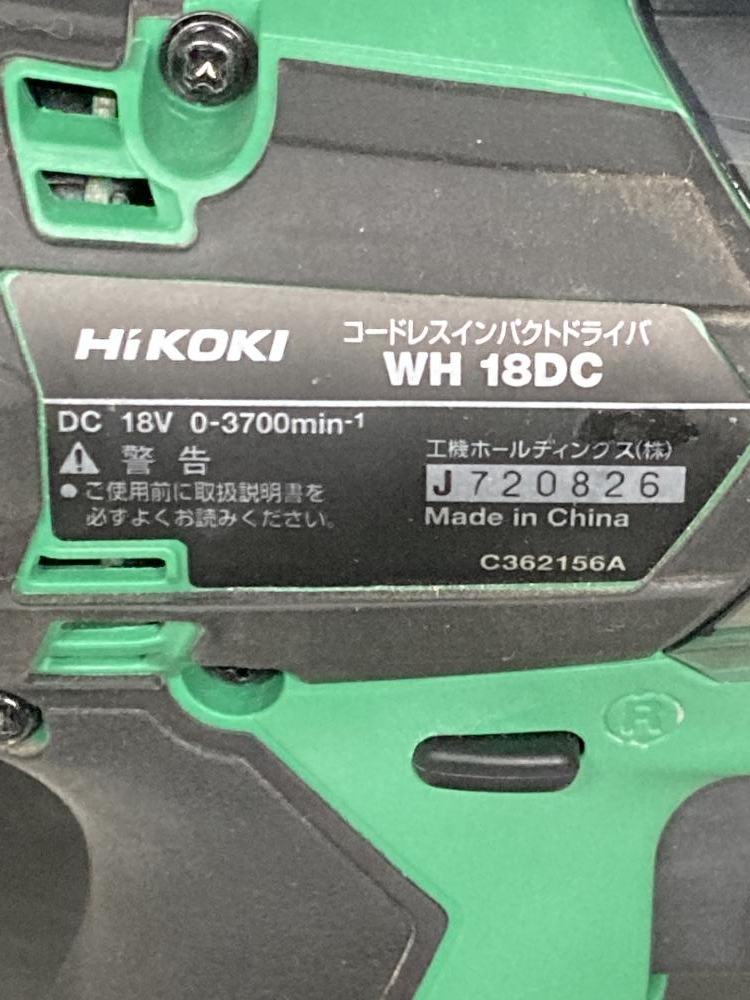 HiKOKI
コードレスインパクトドライバ
WH 18DC
DC 18V 0-3700min-1
警告
●ご使用前に取扱説明書を
必ずよくお読みください。
工機ホールディングス(株)
J720826
Made in China
C362156A
R